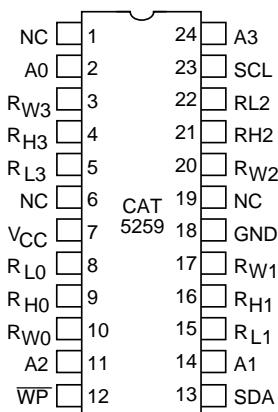 NC 1 24 A3
A0 2 23 SCL
RW3 3 22 RL2
RH3 4 21 RH2
RL3 5 20 RW2
NC 6 19 NC
CAT
5259
VCC 7 18 GND
RL0 8 17 RW1
RH0 9 16 RH1
RW0 10 15 RL1
A2 11 14 A1
W̅P̅ 12 13 SDA